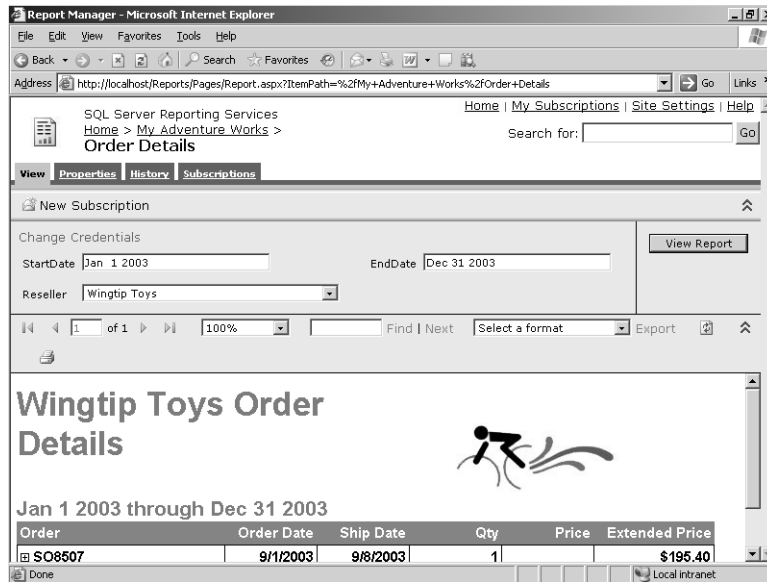 Report Manager - Microsoft Internet Explorer
File Edit View Favorites Tools Help
Back Search Favorites
Address http://localhost/Reports/Pages/Report.aspx?ItemPath=%2fMy+Adventure+Works%2fOrder+Details Go Links
SQL Server Reporting Services
Home | My Subscriptions | Site Settings | Help
Home > My Adventure Works >
Search for: Go
Order Details
View Properties History Subscriptions
New Subscription
Change Credentials
View Report
StartDate Jan 1 2003 EndDate Dec 31 2003
Reseller Wingtip Toys
1 of 1 100% Find | Next Select a format Export
Wingtip Toys Order
Details
Jan 1 2003 through Dec 31 2003
Order Order Date Ship Date Qty Price Extended Price
SO8507 9/1/2003 9/8/2003 1 $195.40
Done Local intranet